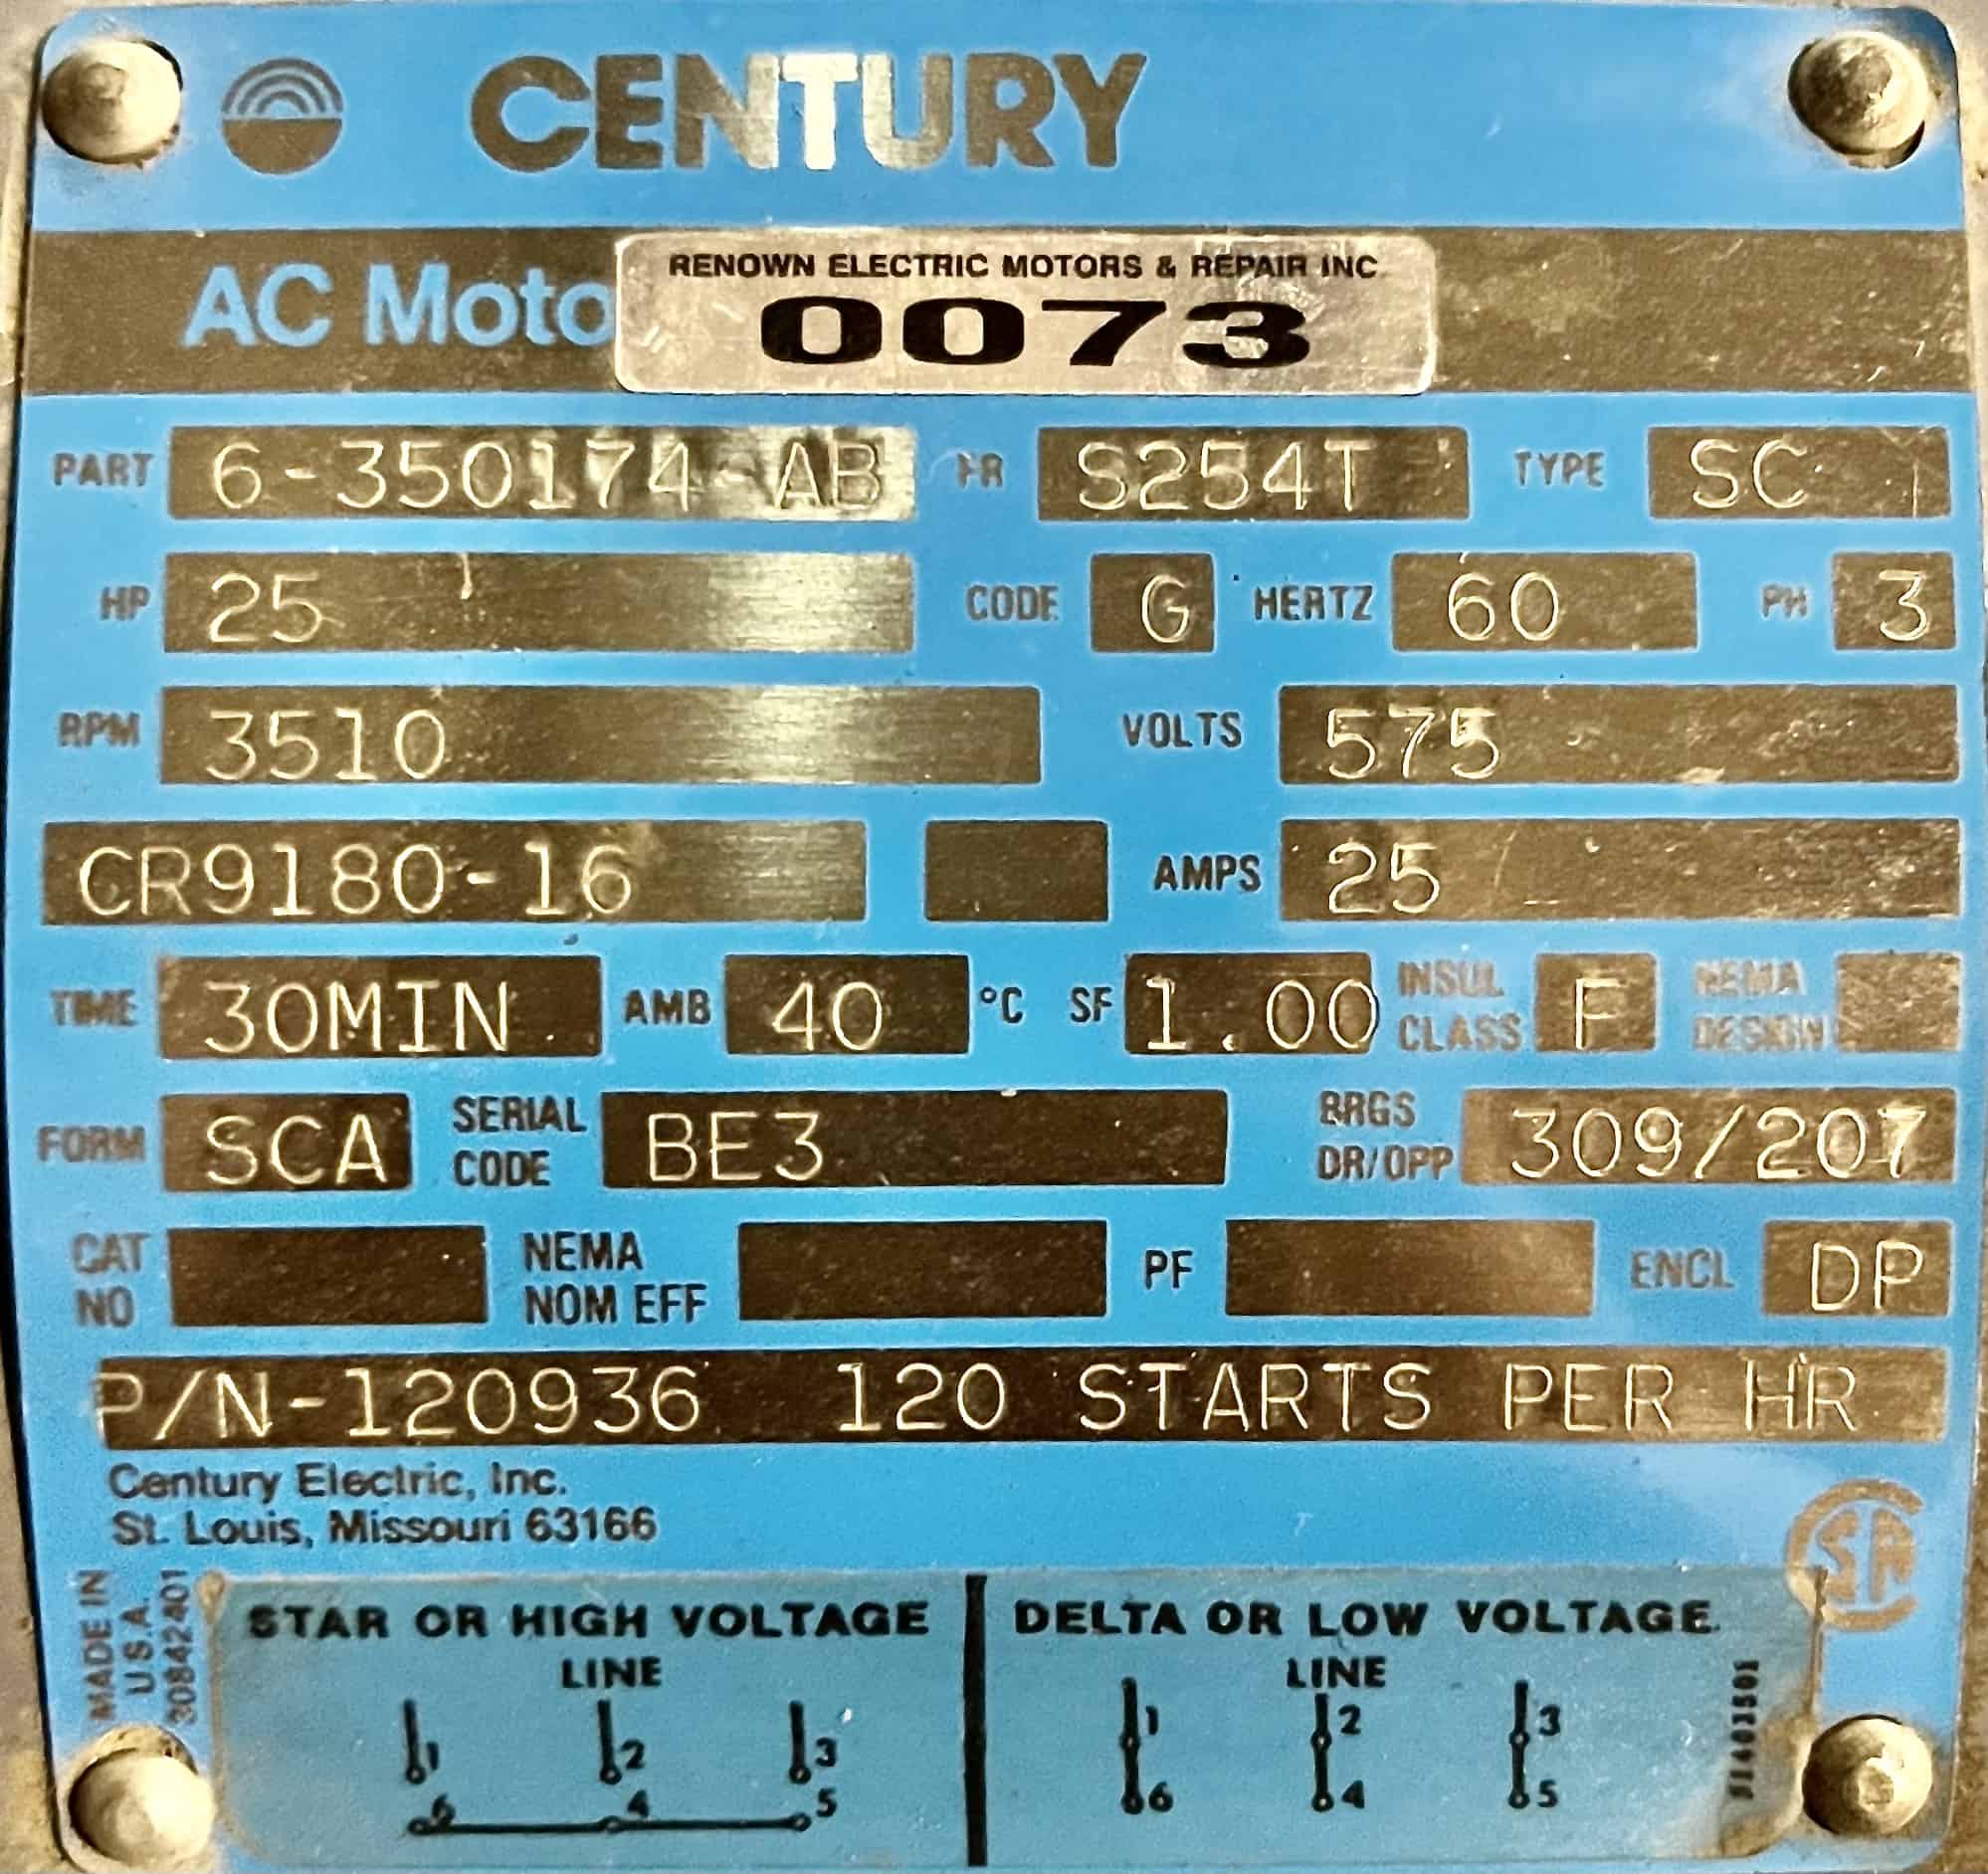 CENTURY
AC Moto
RENOWN ELECTRIC MOTORS & REPAIR INC
0073
PART 6-350174-AB FR S254T TYPE SC
HP 25 CODE G HERTZ 60 PH 3
RPM 3510 VOLTS 575
CR9180-16 AMPS 25
TIME 30MIN AMB 40 °C SF 1.00 INSUL CLASS F NEMA DESIGN
FORM SCA SERIAL CODE BE3 BRGS DR/OPP 309/207
CAT NO NEMA NOM EFF PF ENCL DP
P/N-120936 120 STARTS PER HR
Century Electric, Inc.
St. Louis, Missouri 63166
MADE IN
U.S.A.
30842401
STAR OR HIGH VOLTAGE
LINE
1 2 3
6 4 5
DELTA OR LOW VOLTAGE
LINE
1 2 3
6 4 5